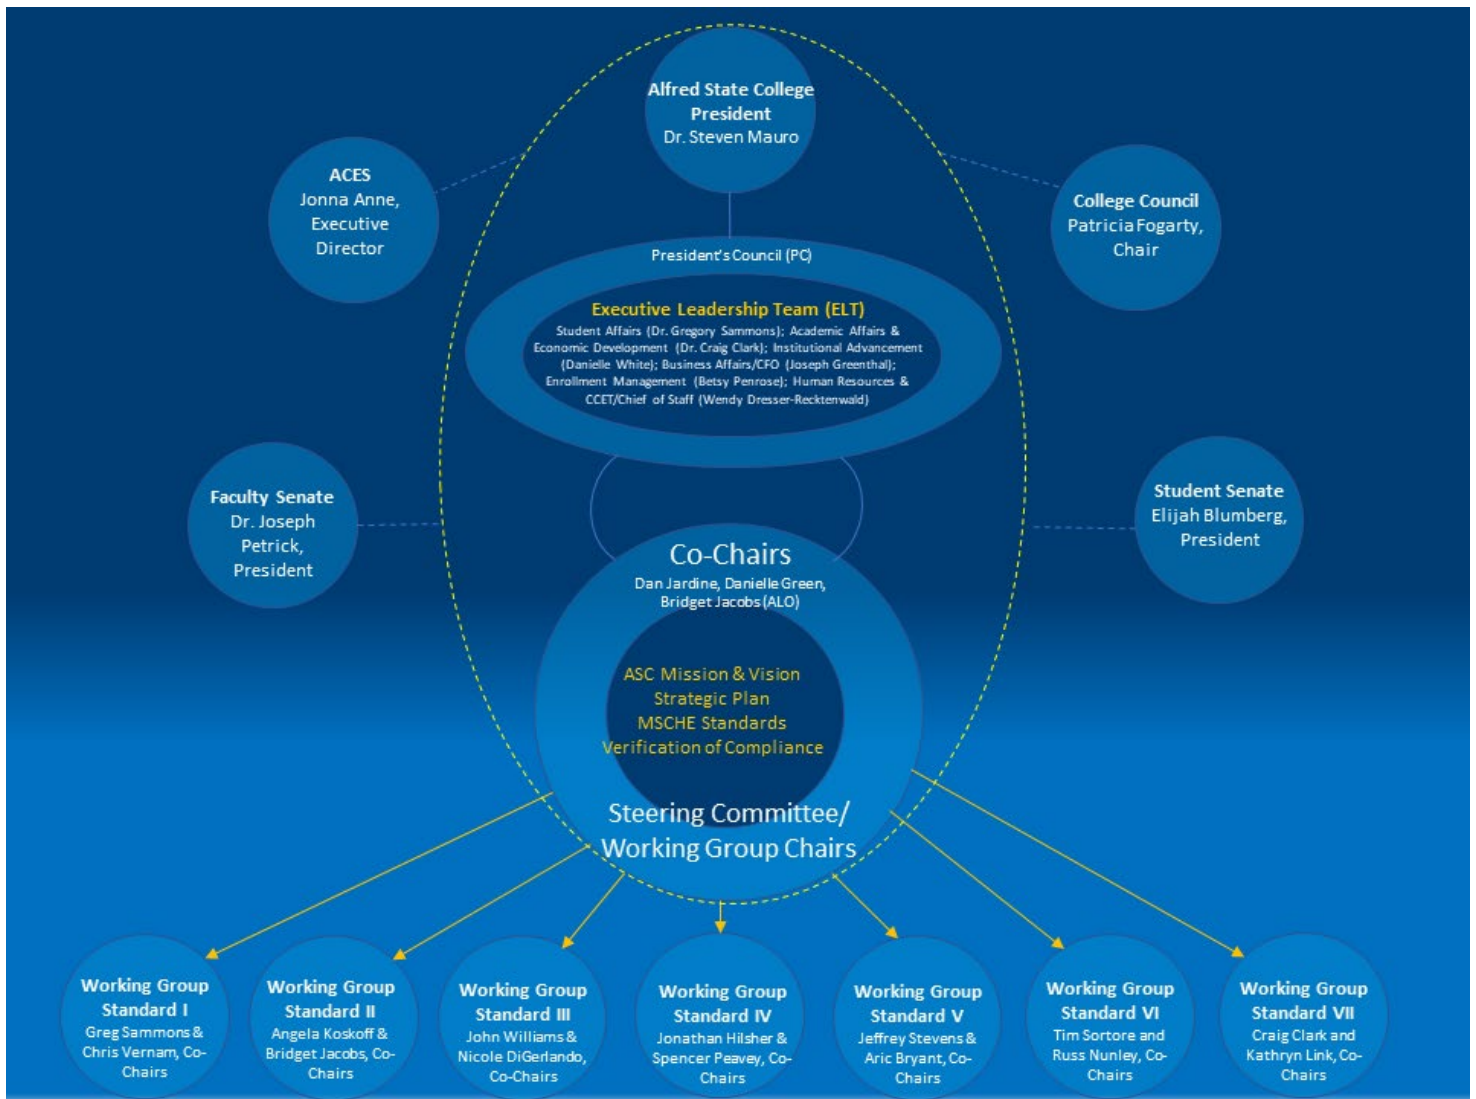 Alfred State College
President
Dr. Steven Mauro
ACES
Jonna Anne,
Executive
Director
College Council
Patricia Fogarty,
Chair
President's Council (PC)
Executive Leadership Team (ELT)
Student Affairs (Dr. Gregory Sammons); Academic Affairs &
Economic Development (Dr. Craig Clark); Institutional Advancement
(Danielle White); Business Affairs/CFO (Joseph Greenthal);
Enrollment Management (Betsy Penrose); Human Resources &
CCET/Chief of Staff (Wendy Dresser-Recktenwald)
Faculty Senate
Dr. Joseph
Petrick,
President
Student Senate
Elijah Blumberg,
President
Co-Chairs
Dan Jardine, Danielle Green,
Bridget Jacobs (ALO)
ASC Mission & Vision
Strategic Plan
MSCHE Standards
Verification of Compliance
Steering Committee/
Working Group Chairs
Working Group
Standard I
Greg Sammons &
Chris Vernam, Co-
Chairs
Working Group
Standard II
Angela Koskoff &
Bridget Jacobs, Co-
Chairs
Working Group
Standard III
John Williams &
Nicole DiGerlando,
Co-Chairs
Working Group
Standard IV
Jonathan Hilsher &
Spencer Peavey, Co-
Chairs
Working Group
Standard V
Jeffrey Stevens &
Aric Bryant, Co-
Chairs
Working Group
Standard VI
Tim Sortore and
Russ Nunley, Co-
Chairs
Working Group
Standard VII
Craig Clark and
Kathryn Link, Co-
Chairs